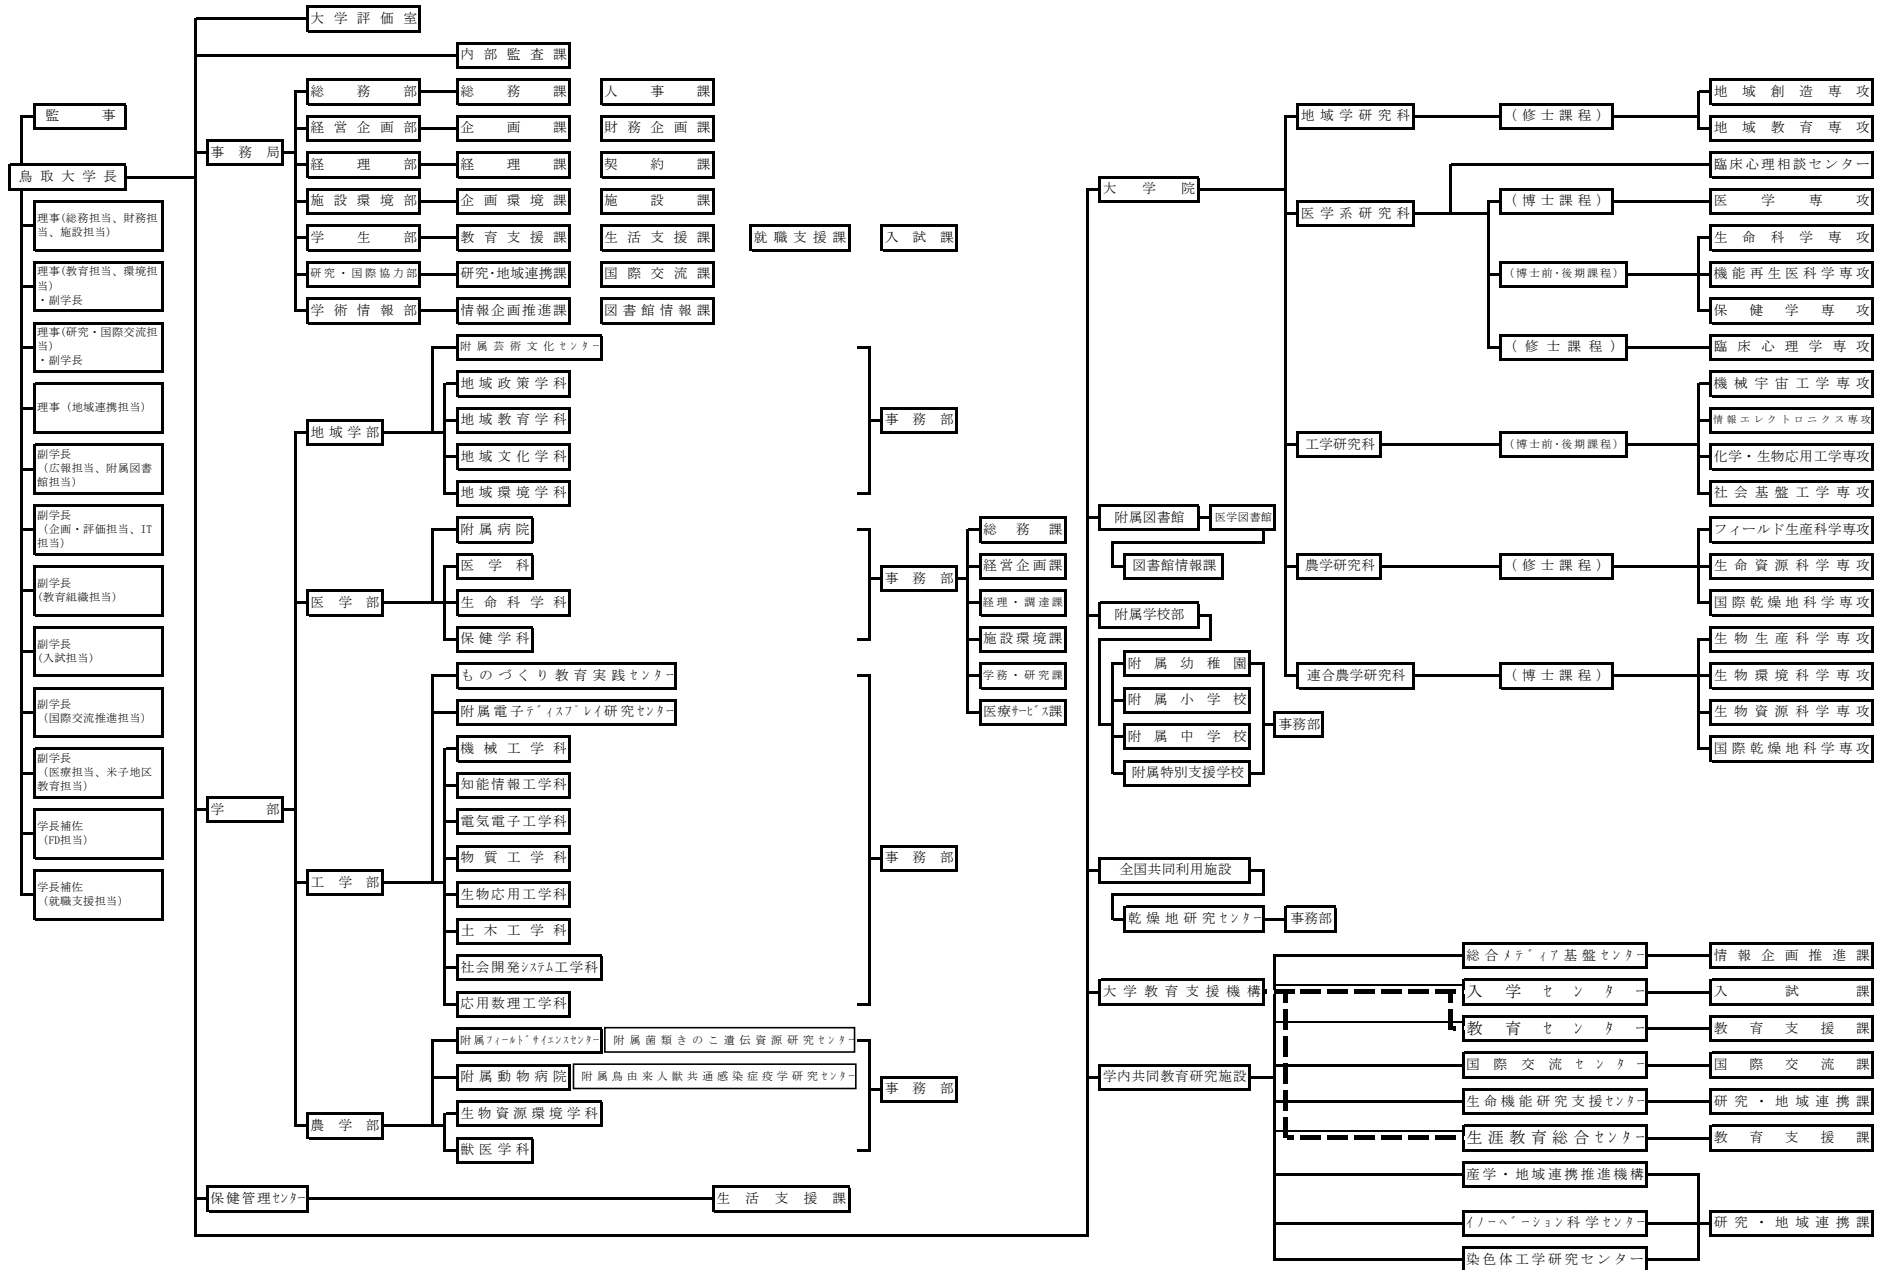 監事
鳥取大学長
理事(総務担当、財務担
当、施設担当)
理事(教育担当、環境担
当)
・副学長
理事(研究・国際交流担
当)
・副学長
理事（地域連携担当）
副学長
（広報担当、附属図書
館担当）
副学長
（企画・評価担当、IT
担当）
副学長
(教育組織担当）
副学長
(入試担当）
副学長
（国際交流推進担当）
副学長
（医療担当、米子地区
教育担当）
学長補佐
（FD担当）
学長補佐
（就職支援担当）
大学評価室
内部監査課
事務局
総務部 総務課 人事課
経営企画部 企画課 財務企画課
経理部 経理課 契約課
施設環境部 企画環境課 施設課
学生部 教育支援課 生活支援課 就職支援課 入試課
研究・国際協力部 研究・地域連携課 国際交流課
学術情報部 情報企画推進課 図書館情報課
学部
地域学部
附属芸術文化ｾﾝﾀｰ
地域政策学科
地域教育学科
地域文化学科
地域環境学科
事務部
医学部
附属病院
医学科
生命科学科
保健学科
事務部
総務課
経営企画課
経理・調達課
施設環境課
学務・研究課
医療ｻｰﾋﾞｽ課
工学部
ものづくり教育実践ｾﾝﾀｰ
附属電子ﾃﾞｨｽﾌﾟﾚｲ研究ｾﾝﾀｰ
機械工学科
知能情報工学科
電気電子工学科
物質工学科
生物応用工学科
土木工学科
社会開発ｼｽﾃﾑ工学科
応用数理工学科
事務部
農学部
附属ﾌｨｰﾙﾄﾞｻｲｴﾝｽｾﾝﾀｰ 附属菌類きのこ遺伝資源研究ｾﾝﾀｰ
附属動物病院 附属鳥由来人獣共通感染症疫学研究ｾﾝﾀｰ
生物資源環境学科
獣医学科
事務部
保健管理ｾﾝﾀｰ 生活支援課
大学院
地域学研究科 （修士課程）
地域創造専攻
地域教育専攻
医学系研究科
臨床心理相談センター
（博士課程） 医学専攻
（博士前・後期課程）
生命科学専攻
機能再生医科学専攻
保健学専攻
（修士課程） 臨床心理学専攻
工学研究科 （博士前・後期課程）
機械宇宙工学専攻
情報エレクトロニクス専攻
化学・生物応用工学専攻
社会基盤工学専攻
農学研究科 （修士課程）
フィールド生産科学専攻
生命資源科学専攻
国際乾燥地科学専攻
連合農学研究科 （博士課程）
生物生産科学専攻
生物環境科学専攻
生物資源科学専攻
国際乾燥地科学専攻
附属図書館 医学図書館
図書館情報課
附属学校部
附属幼稚園
附属小学校
附属中学校
附属特別支援学校
事務部
全国共同利用施設
乾燥地研究ｾﾝﾀｰ 事務部
大学教育支援機構
学内共同教育研究施設
総合ﾒﾃﾞｨｱ基盤ｾﾝﾀｰ 情報企画推進課
入学ｾﾝﾀｰ 入試課
教育ｾﾝﾀｰ 教育支援課
国際交流ｾﾝﾀｰ 国際交流課
生命機能研究支援ｾﾝﾀｰ 研究・地域連携課
生涯教育総合ｾﾝﾀｰ 教育支援課
産学・地域連携推進機構
ｲﾉｰﾍﾞｰｼｮﾝ科学ｾﾝﾀｰ 研究・地域連携課
染色体工学研究センター